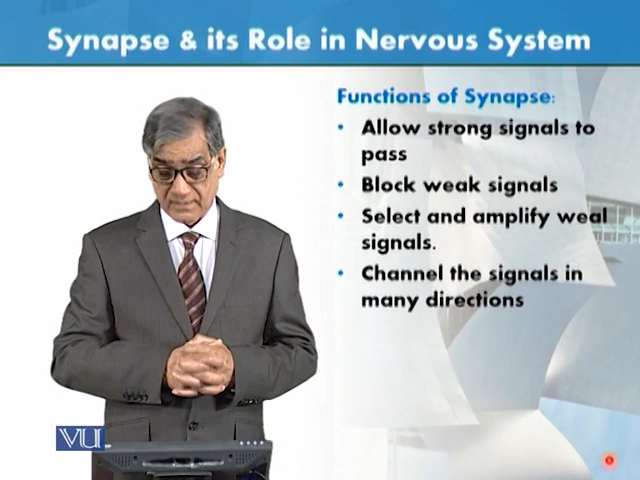 Synapse & its Role in Nervous System
Functions of Synapse:
• Allow strong signals to
pass
• Block weak signals
• Select and amplify weal
signals.
• Channel the signals in
many directions
VU